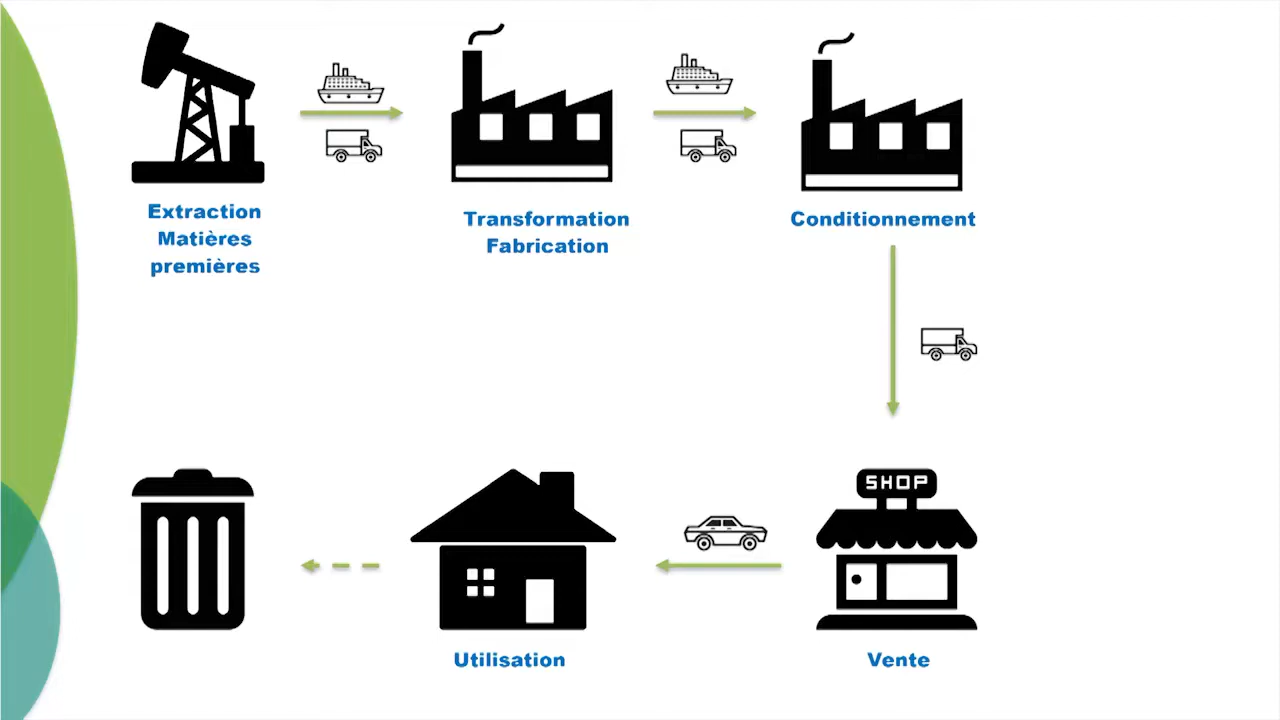 Extraction
Matières
premières
Transformation
Fabrication
Conditionnement
SHOP
Utilisation
Vente